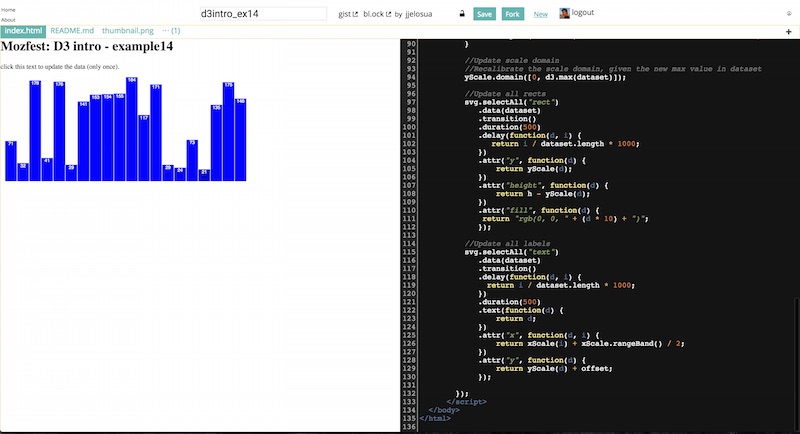 Home
About
d3intro_ex14
gist bl.ock by jjelosua
Save
Fork
New
logout
index.html README.md thumbnail.png ··· (1)
+
Mozfest: D3 intro - example14
click this text to update the data (only once).
71
32
178
41
176
29
141
153
154
155
184
117
171
29
24
73
21
136
175
146
90 }
91
92 //Update scale domain
93 //Recalibrate the scale domain, given the new max value in dataset
94 yScale.domain([0, d3.max(dataset)]);
95
96 //Update all rects
97 svg.selectAll("rect")
98 .data(dataset)
99 .transition()
100 .duration(500)
101 .delay(function(d, i) {
102 return i / dataset.length * 1000;
103 })
104 .attr("y", function(d) {
105 return yScale(d);
106 })
107 .attr("height", function(d) {
108 return h - yScale(d);
109 })
110 .attr("fill", function(d) {
111 return "rgb(0, 0, " + (d * 10) + ")";
112 });
113
114 //Update all labels
115 svg.selectAll("text")
116 .data(dataset)
117 .transition()
118 .delay(function(d, i) {
119 return i / dataset.length * 1000;
120 })
121 .duration(500)
122 .text(function(d) {
123 return d;
124 })
125 .attr("x", function(d, i) {
126 return xScale(i) + xScale.rangeBand() / 2;
127 })
128 .attr("y", function(d) {
129 return yScale(d) + offset;
130 });
131
132 });
133 </script>
134 </body>
135 </html>
136